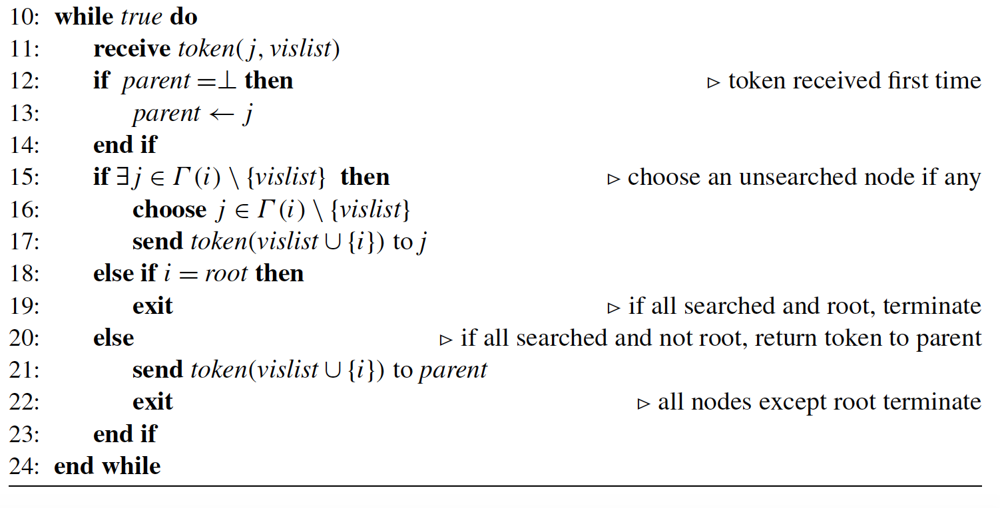 10: while true do
11: receive token(j, vislist)
12: if parent =⊥ then ▷ token received first time
13: parent ← j
14: end if
15: if ∃j ∈ Γ(i) \ {vislist} then ▷ choose an unsearched node if any
16: choose j ∈ Γ(i) \ {vislist}
17: send token(vislist ∪ {i}) to j
18: else if i = root then
19: exit ▷ if all searched and root, terminate
20: else ▷ if all searched and not root, return token to parent
21: send token(vislist ∪ {i}) to parent
22: exit ▷ all nodes except root terminate
23: end if
24: end while